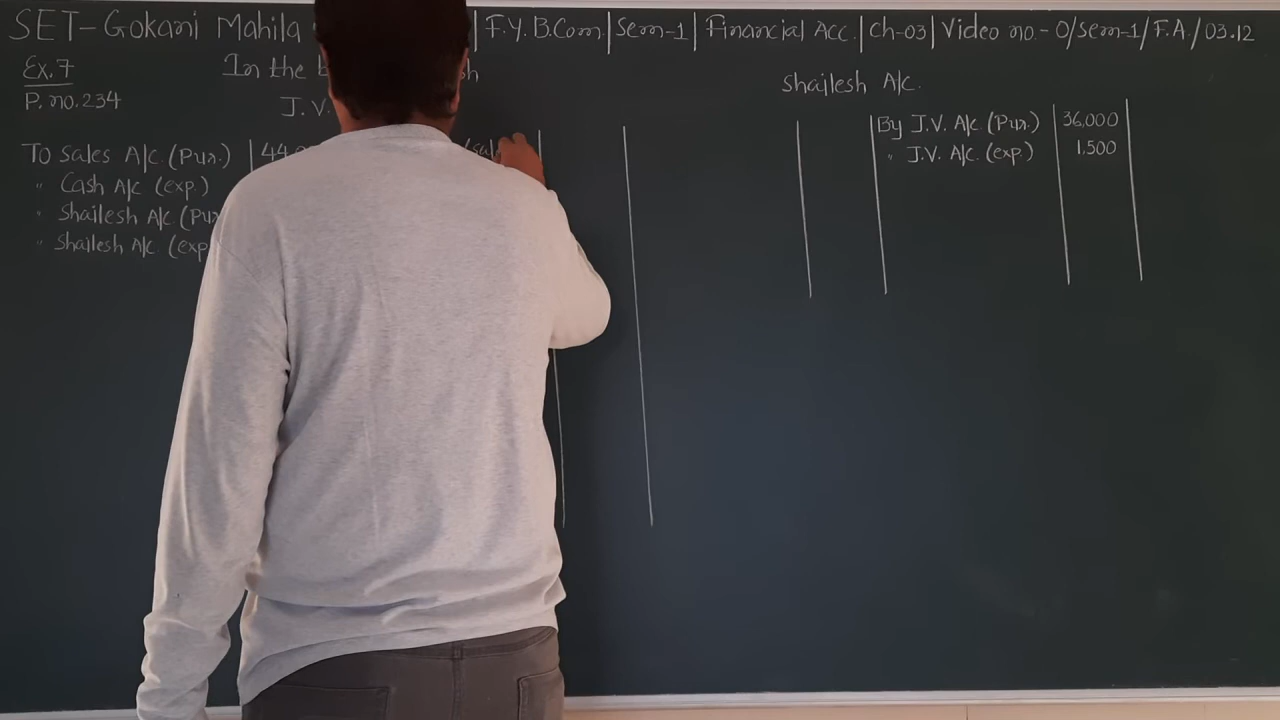 SET-Gokani Mahila | F.Y. B.Com. | Sem-1 | Financial Acc. | Ch-03 | Video no.- 0/Sem-1/F.A./03.12
Ex.7
P. no. 234
In the
J.V.
To Sales A/c. (Pur.) | 44,
" Cash A/c (exp.)
" Shailesh A/c. (Pur
" Shailesh A/c. (exp
Shailesh A/c.
By J.V. A/c. (Pur.) | 36,000
" J.V. A/c. (exp.) 1,500